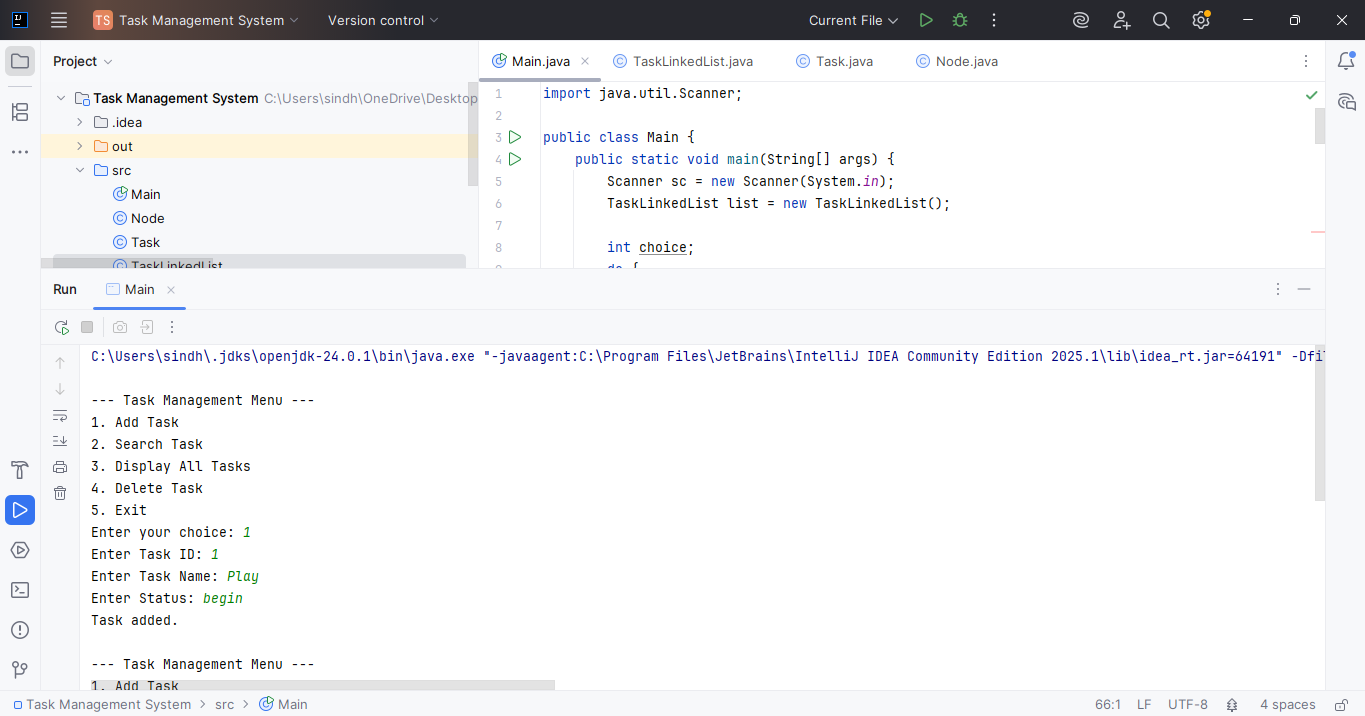 TS Task Management System Version control Current File
Project
Main.java TaskLinkedList.java Task.java Node.java
Task Management System C:\Users\sindh\OneDrive\Desktop
.idea
out
src
Main
Node
Task
TaskLinkedList
1 import java.util.Scanner;
2
3 public class Main {
4 public static void main(String[] args) {
5 Scanner sc = new Scanner(System.in);
6 TaskLinkedList list = new TaskLinkedList();
7
8 int choice;
9 do {
Run Main
C:\Users\sindh\.jdks\openjdk-24.0.1\bin\java.exe "-javaagent:C:\Program Files\JetBrains\IntelliJ IDEA Community Edition 2025.1\lib\idea_rt.jar=64191" -Dfil
--- Task Management Menu ---
1. Add Task
2. Search Task
3. Display All Tasks
4. Delete Task
5. Exit
Enter your choice: 1
Enter Task ID: 1
Enter Task Name: Play
Enter Status: begin
Task added.
--- Task Management Menu ---
1. Add Task
Task Management System > src > Main 66:1 LF UTF-8 4 spaces